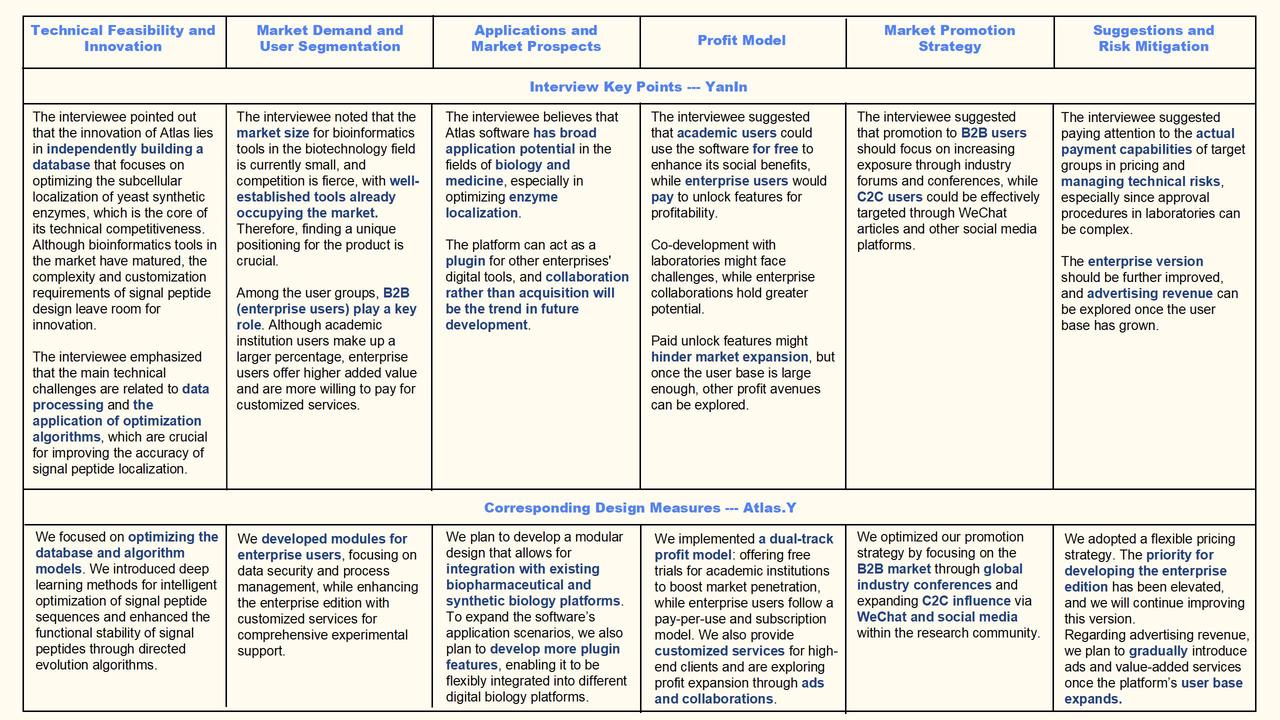 Technical Feasibility and
Innovation
Market Demand and
User Segmentation
Applications and
Market Prospects
Profit Model
Market Promotion
Strategy
Suggestions and
Risk Mitigation
Interview Key Points --- YanIn
The interviewee pointed out
that the innovation of Atlas lies
in independently building a
database that focuses on
optimizing the subcellular
localization of yeast synthetic
enzymes, which is the core of
its technical competitiveness.
Although bioinformatics tools in
the market have matured, the
complexity and customization
requirements of signal peptide
design leave room for
innovation.
The interviewee emphasized
that the main technical
challenges are related to data
processing and the
application of optimization
algorithms, which are crucial
for improving the accuracy of
signal peptide localization.
The interviewee noted that the
market size for bioinformatics
tools in the biotechnology field
is currently small, and
competition is fierce, with well-
established tools already
occupying the market.
Therefore, finding a unique
positioning for the product is
crucial.
Among the user groups, B2B
(enterprise users) play a key
role. Although academic
institution users make up a
larger percentage, enterprise
users offer higher added value
and are more willing to pay for
customized services.
The interviewee believes that
Atlas software has broad
application potential in the
fields of biology and
medicine, especially in
optimizing enzyme
localization.
The platform can act as a
plugin for other enterprises'
digital tools, and collaboration
rather than acquisition will
be the trend in future
development.
The interviewee suggested
that academic users could
use the software for free to
enhance its social benefits,
while enterprise users would
pay to unlock features for
profitability.
Co-development with
laboratories might face
challenges, while enterprise
collaborations hold greater
potential.
Paid unlock features might
hinder market expansion, but
once the user base is large
enough, other profit avenues
can be explored.
The interviewee suggested
that promotion to B2B users
should focus on increasing
exposure through industry
forums and conferences, while
C2C users could be effectively
targeted through WeChat
articles and other social media
platforms.
The interviewee suggested
paying attention to the actual
payment capabilities of target
groups in pricing and
managing technical risks,
especially since approval
procedures in laboratories can
be complex.
The enterprise version
should be further improved,
and advertising revenue can
be explored once the user
base has grown.
Corresponding Design Measures --- Atlas.Y
We focused on optimizing the
database and algorithm
models. We introduced deep
learning methods for intelligent
optimization of signal peptide
sequences and enhanced the
functional stability of signal
peptides through directed
evolution algorithms.
We developed modules for
enterprise users, focusing on
data security and process
management, while enhancing
the enterprise edition with
customized services for
comprehensive experimental
support.
We plan to develop a modular
design that allows for
integration with existing
biopharmaceutical and
synthetic biology platforms.
To expand the software's
application scenarios, we also
plan to develop more plugin
features, enabling it to be
flexibly integrated into different
digital biology platforms.
We implemented a dual-track
profit model: offering free
trials for academic institutions
to boost market penetration,
while enterprise users follow a
pay-per-use and subscription
model. We also provide
customized services for high-
end clients and are exploring
profit expansion through ads
and collaborations.
We optimized our promotion
strategy by focusing on the
B2B market through global
industry conferences and
expanding C2C influence via
WeChat and social media
within the research community.
We adopted a flexible pricing
strategy. The priority for
developing the enterprise
edition has been elevated,
and we will continue improving
this version.
Regarding advertising revenue,
we plan to gradually introduce
ads and value-added services
once the platform's user base
expands.